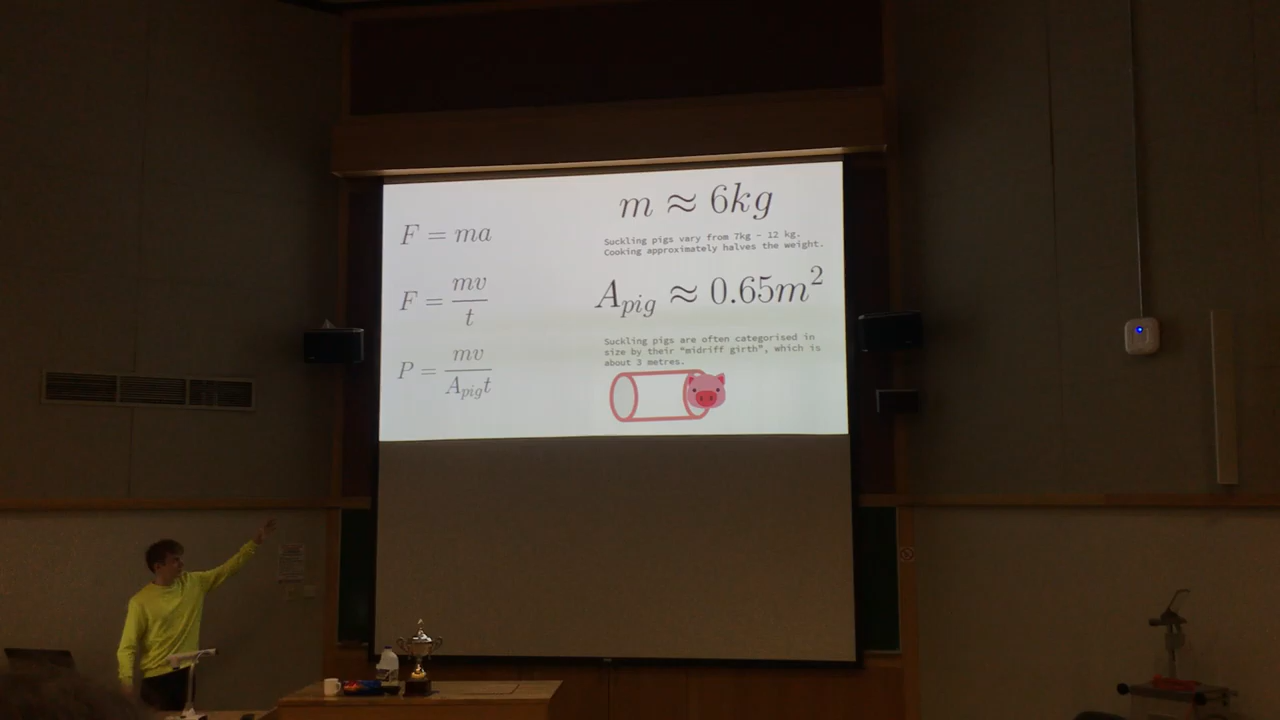 F = ma
F = mv/t
P = mv/A_pig t
m ≈ 6kg
Suckling pigs vary from 7kg - 12 kg.
Cooking approximately halves the weight.
A_pig ≈ 0.65m²
Suckling pigs are often categorised in
size by their “midriff girth”, which is
about 3 metres.